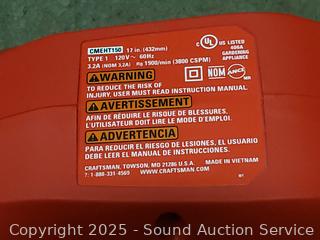 CMEHT150 17 in. (432mm)
TYPE 1 120V~ 60Hz
3.2A (NOM 3,2A) n₀ 1900/min (3800 CSPM)
C UL US LISTED
406A
GARDENING
APPLIANCE
NOM ANCE
WARNING
TO REDUCE THE RISK OF
INJURY, USER MUST READ INSTRUCTION MANUAL.
AVERTISSEMENT
AFIN DE RÉDUIRE LE RISQUE DE BLESSURES,
L'UTILISATEUR DOIT LIRE LE MODE D'EMPLOI.
ADVERTENCIA
PARA REDUCIR EL RIESGO DE LESIONES, EL USUARIO
DEBE LEER EL MANUAL DE INSTRUCCIONES.
CRAFTSMAN, TOWSON, MD 21286 U.S.A. MADE IN VIETNAM
?: 1-888-331-4569 WWW.CRAFTSMAN.COM
Copyright 2025 - Sound Auction Service